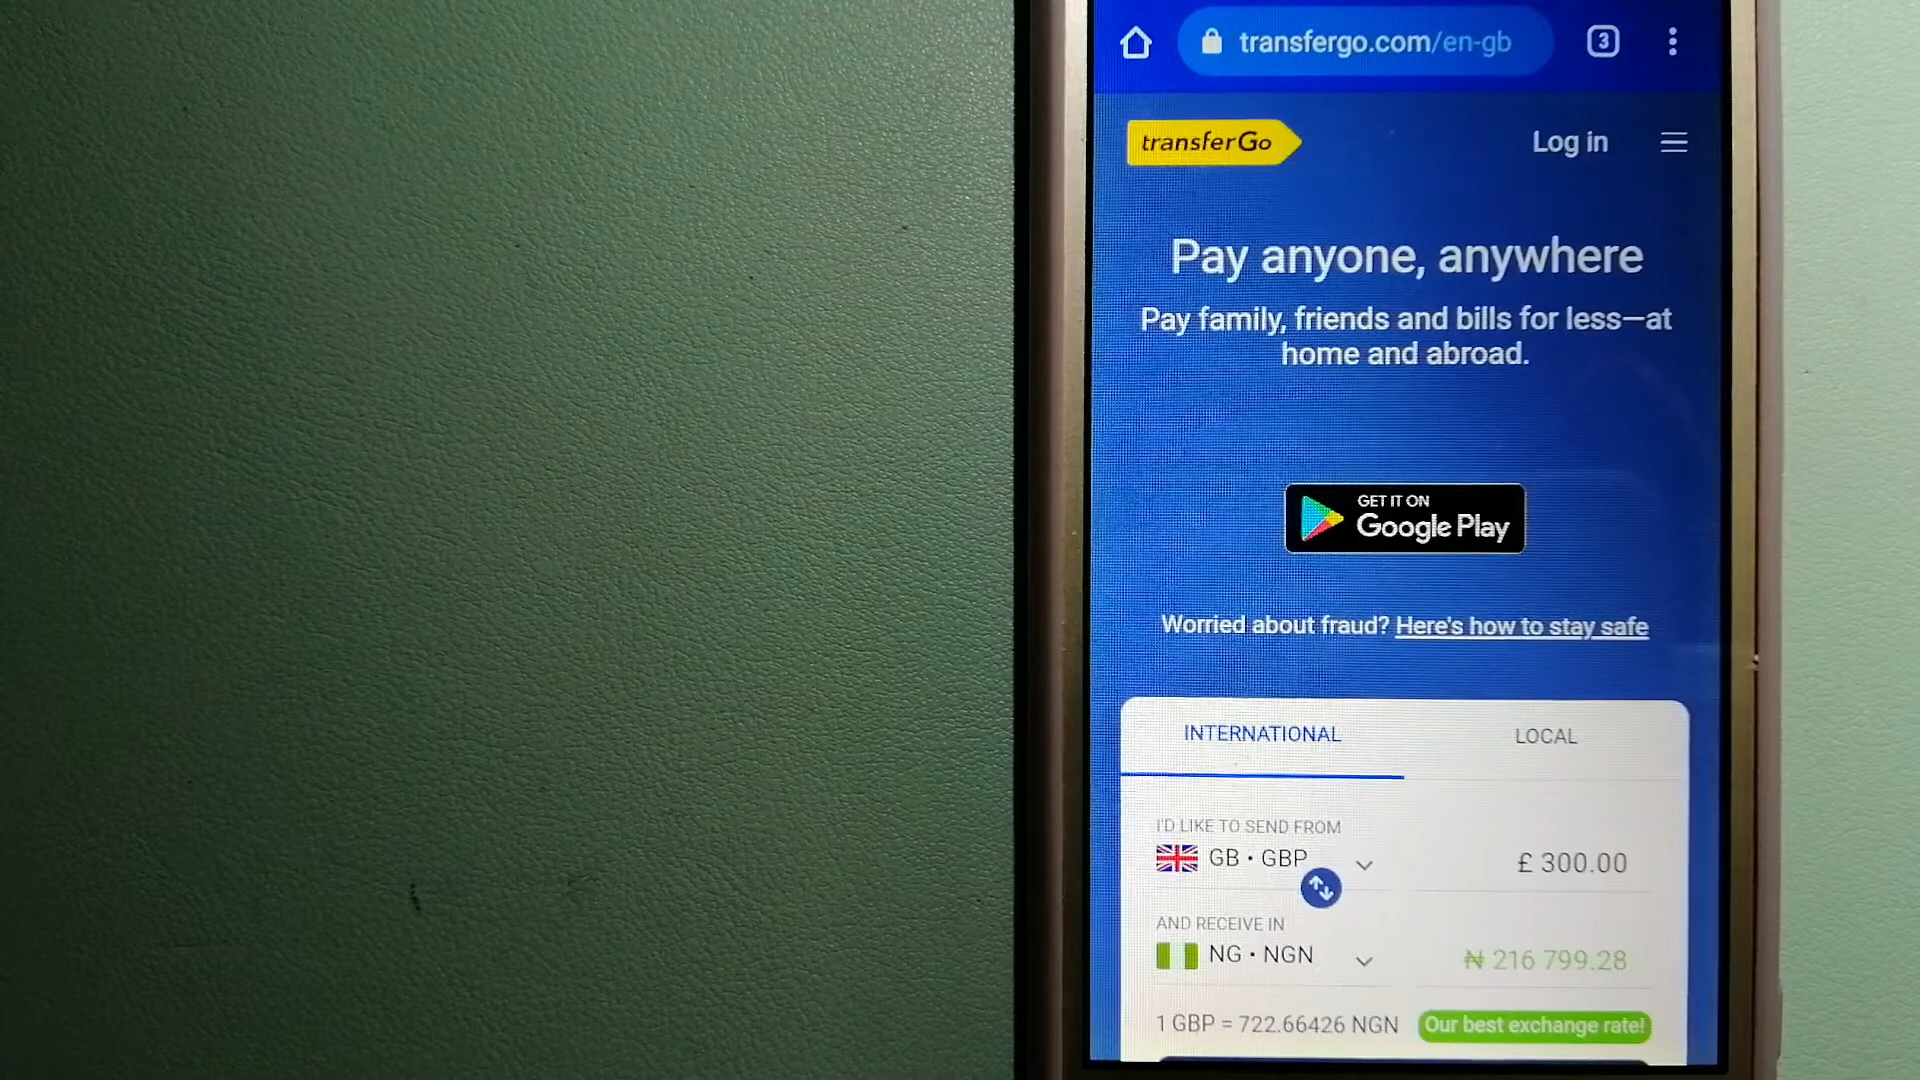 transfergo.com/en-gb
3
transferGo
Log in
Pay anyone, anywhere
Pay family, friends and bills for less—at
home and abroad.
GET IT ON
Google Play
Worried about fraud? Here's how to stay safe
INTERNATIONAL
LOCAL
I'D LIKE TO SEND FROM
GB • GBP
£ 300.00
AND RECEIVE IN
NG • NGN
₦ 216 799.28
1 GBP = 722.66426 NGN
Our best exchange rate!